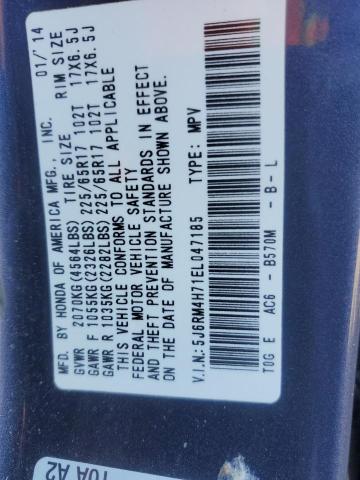 MFD. BY HONDA OF AMERICA MFG., INC. 01/'14
GVWR 2070KG(4564LBS) TIRE SIZE RIM SIZE
GAWR F 1055KG(2326LBS) 225/65R17 102T 17X6.5J
GAWR R 1035KG(2282LBS) 225/65R17 102T 17X6.5J
THIS VEHICLE CONFORMS TO ALL APPLICABLE
FEDERAL MOTOR VEHICLE SAFETY
AND THEFT PREVENTION STANDARDS IN EFFECT
ON THE DATE OF MANUFACTURE SHOWN ABOVE.
V.I.N:5J6RM4H71EL047185 TYPE: MPV
T0G E AC6 - B570M - B - L
10A A2